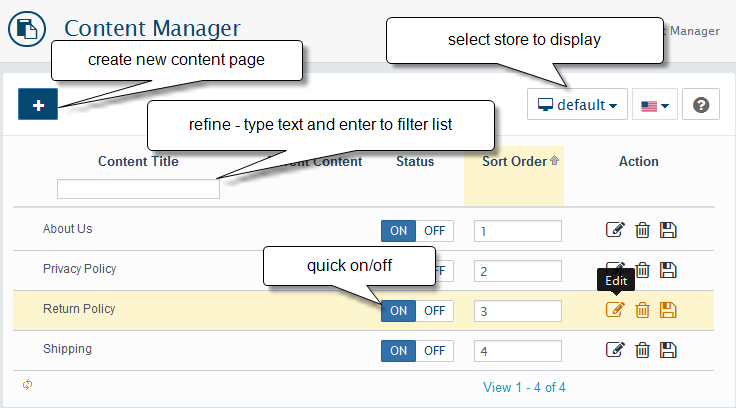 Content Manager
select store to display
t Manager
create new content page
+
default
?
refine - type text and enter to filter list
Content Title
Content
Status
Sort Order
Action
About Us
ON OFF
1
Privacy Policy
2
quick on/off
Edit
Return Policy
ON OFF
3
Shipping
ON OFF
4
View 1 - 4 of 4